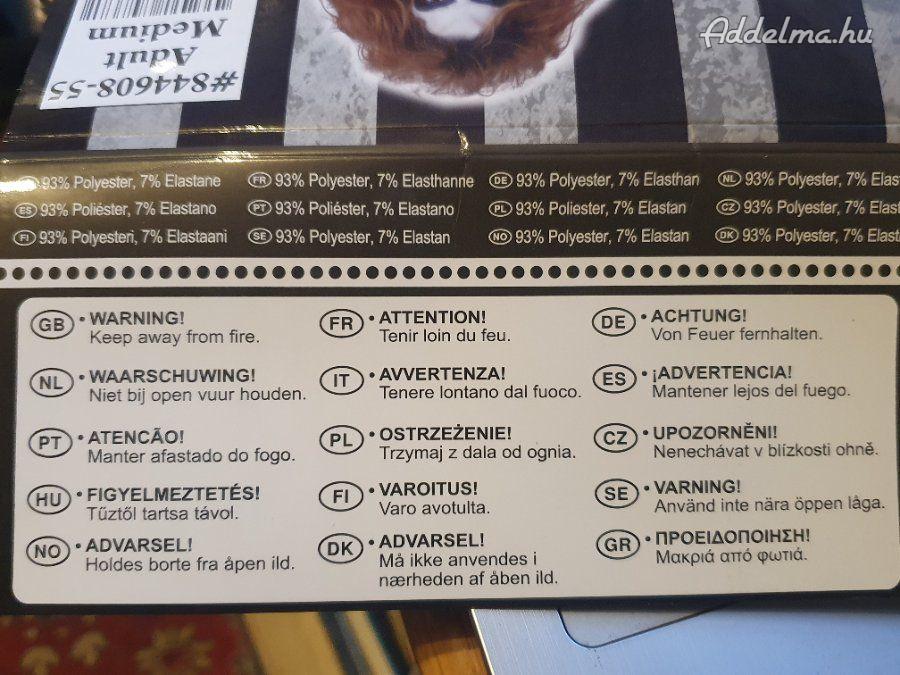 Addelma.hu
#844608-55
Adult
Medium
93% Polyester, 7% Elastane FR 93% Polyester, 7% Elasthanne DE 93% Polyester, 7% Elasthan NL 93% Polyester, 7% Elas
ES 93% Poliéster, 7% Elastano PT 93% Poliéster, 7% Elastano PL 93% Poliester, 7% Elastan CZ 93% Polyester, 7% Elast
FI 93% Polyesteri, 7% Elastaani SE 93% Polyester, 7% Elastan NO 93% Polyester, 7% Elastan DK 93% Polyester, 7% Elast
GB • WARNING!
Keep away from fire.
FR • ATTENTION!
Tenir loin du feu.
DE • ACHTUNG!
Von Feuer fernhalten.
NL • WAARSCHUWING!
Niet bij open vuur houden.
IT • AVVERTENZA!
Tenere lontano dal fuoco.
ES • ¡ADVERTENCIA!
Mantener lejos del fuego.
PT • ATENCÃO!
Manter afastado do fogo.
PL • OSTRZEŻENIE!
Trzymaj z dala od ognia.
CZ • UPOZORNĚNI!
Nenechávat v blízkosti ohně.
HU • FIGYELMEZTETÉS!
Tűztől tartsa távol.
FI • VAROITUS!
Varo avotulta.
SE • VARNING!
Använd inte nära öppen låga.
NO • ADVARSEL!
Holdes borte fra åpen ild.
DK • ADVARSEL!
Må ikke anvendes i
nærheden af åben ild.
GR • ΠΡΟΕΙΔΟΠΟΙΗΣΗ!
Μακριά από φωτιά.